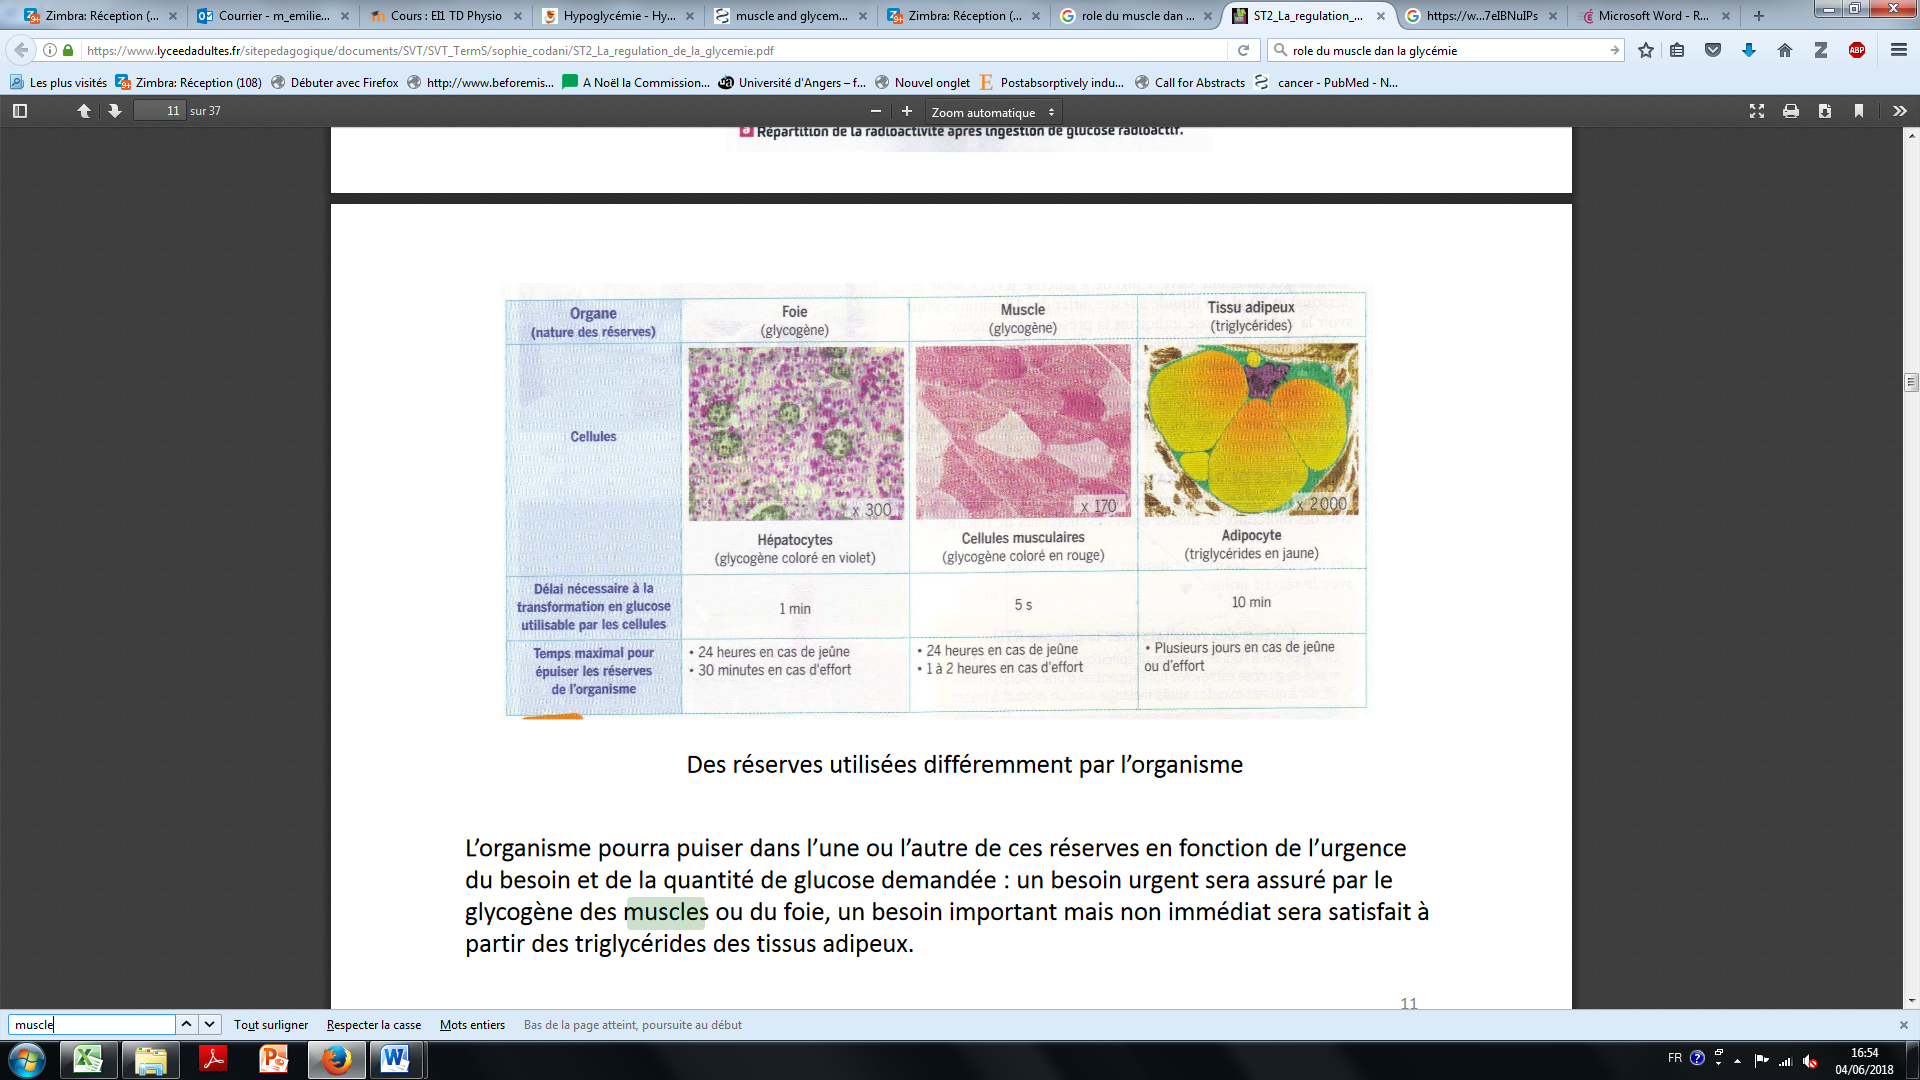 Zimbra: Réception (...
Courrier - m_emilie...
Cours : EI1 TD Physio
Hypoglycémie - Hy...
muscle and glycem...
Zimbra: Réception (...
role du muscle dan ...
ST2_La_regulation_...
https://w...7eIBNuIPs
Microsoft Word - R...
https://www.lyceedadultes.fr/sitepedagogique/documents/SVT/SVT_TermS/sophie_codani/ST2_La_regulation_de_la_glycemie.pdf
role du muscle dan la glycémie
ABP
Les plus visités
Zimbra: Réception (108)
Débuter avec Firefox
http://www.beforemis...
A Noël la Commission...
Université d'Angers – f...
Nouvel onglet
Postabsorptively indu...
Call for Abstracts
cancer - PubMed - N...
11 sur 37
Zoom automatique
a Répartition de la radioactivité après ingestion de glucose radioactif.
Organe
(nature des réserves)
Foie
(glycogène)
Muscle
(glycogène)
Tissu adipeux
(triglycérides)
Cellules
x 300
x 170
x 2000
Hépatocytes
(glycogène coloré en violet)
Cellules musculaires
(glycogène coloré en rouge)
Adipocyte
(triglycérides en jaune)
Délai nécessaire à la
transformation en glucose
utilisable par les cellules
1 min
5 s
10 min
Temps maximal pour
épuiser les réserves
de l'organisme
• 24 heures en cas de jeûne
• 30 minutes en cas d'effort
• 24 heures en cas de jeûne
• 1 à 2 heures en cas d'effort
• Plusieurs jours en cas de jeûne
ou d'effort
Des réserves utilisées différemment par l'organisme
L'organisme pourra puiser dans l'une ou l'autre de ces réserves en fonction de l'urgence
du besoin et de la quantité de glucose demandée : un besoin urgent sera assuré par le
glycogène des muscles ou du foie, un besoin important mais non immédiat sera satisfait à
partir des triglycérides des tissus adipeux.
11
muscle
Tout surligner
Respecter la casse
Mots entiers
Bas de la page atteint, poursuite au début
FR
16:54
04/06/2018